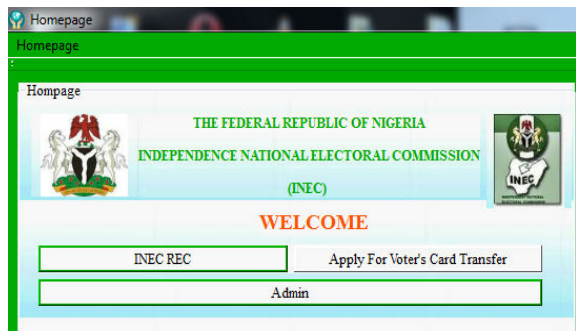 Homepage
Homepage
:
Hompage
THE FEDERAL REPUBLIC OF NIGERIA
INDEPENDENCE NATIONAL ELECTORAL COMMISSION
(INEC)
INEC
WELCOME
INEC REC
Apply For Voter's Card Transfer
Admin